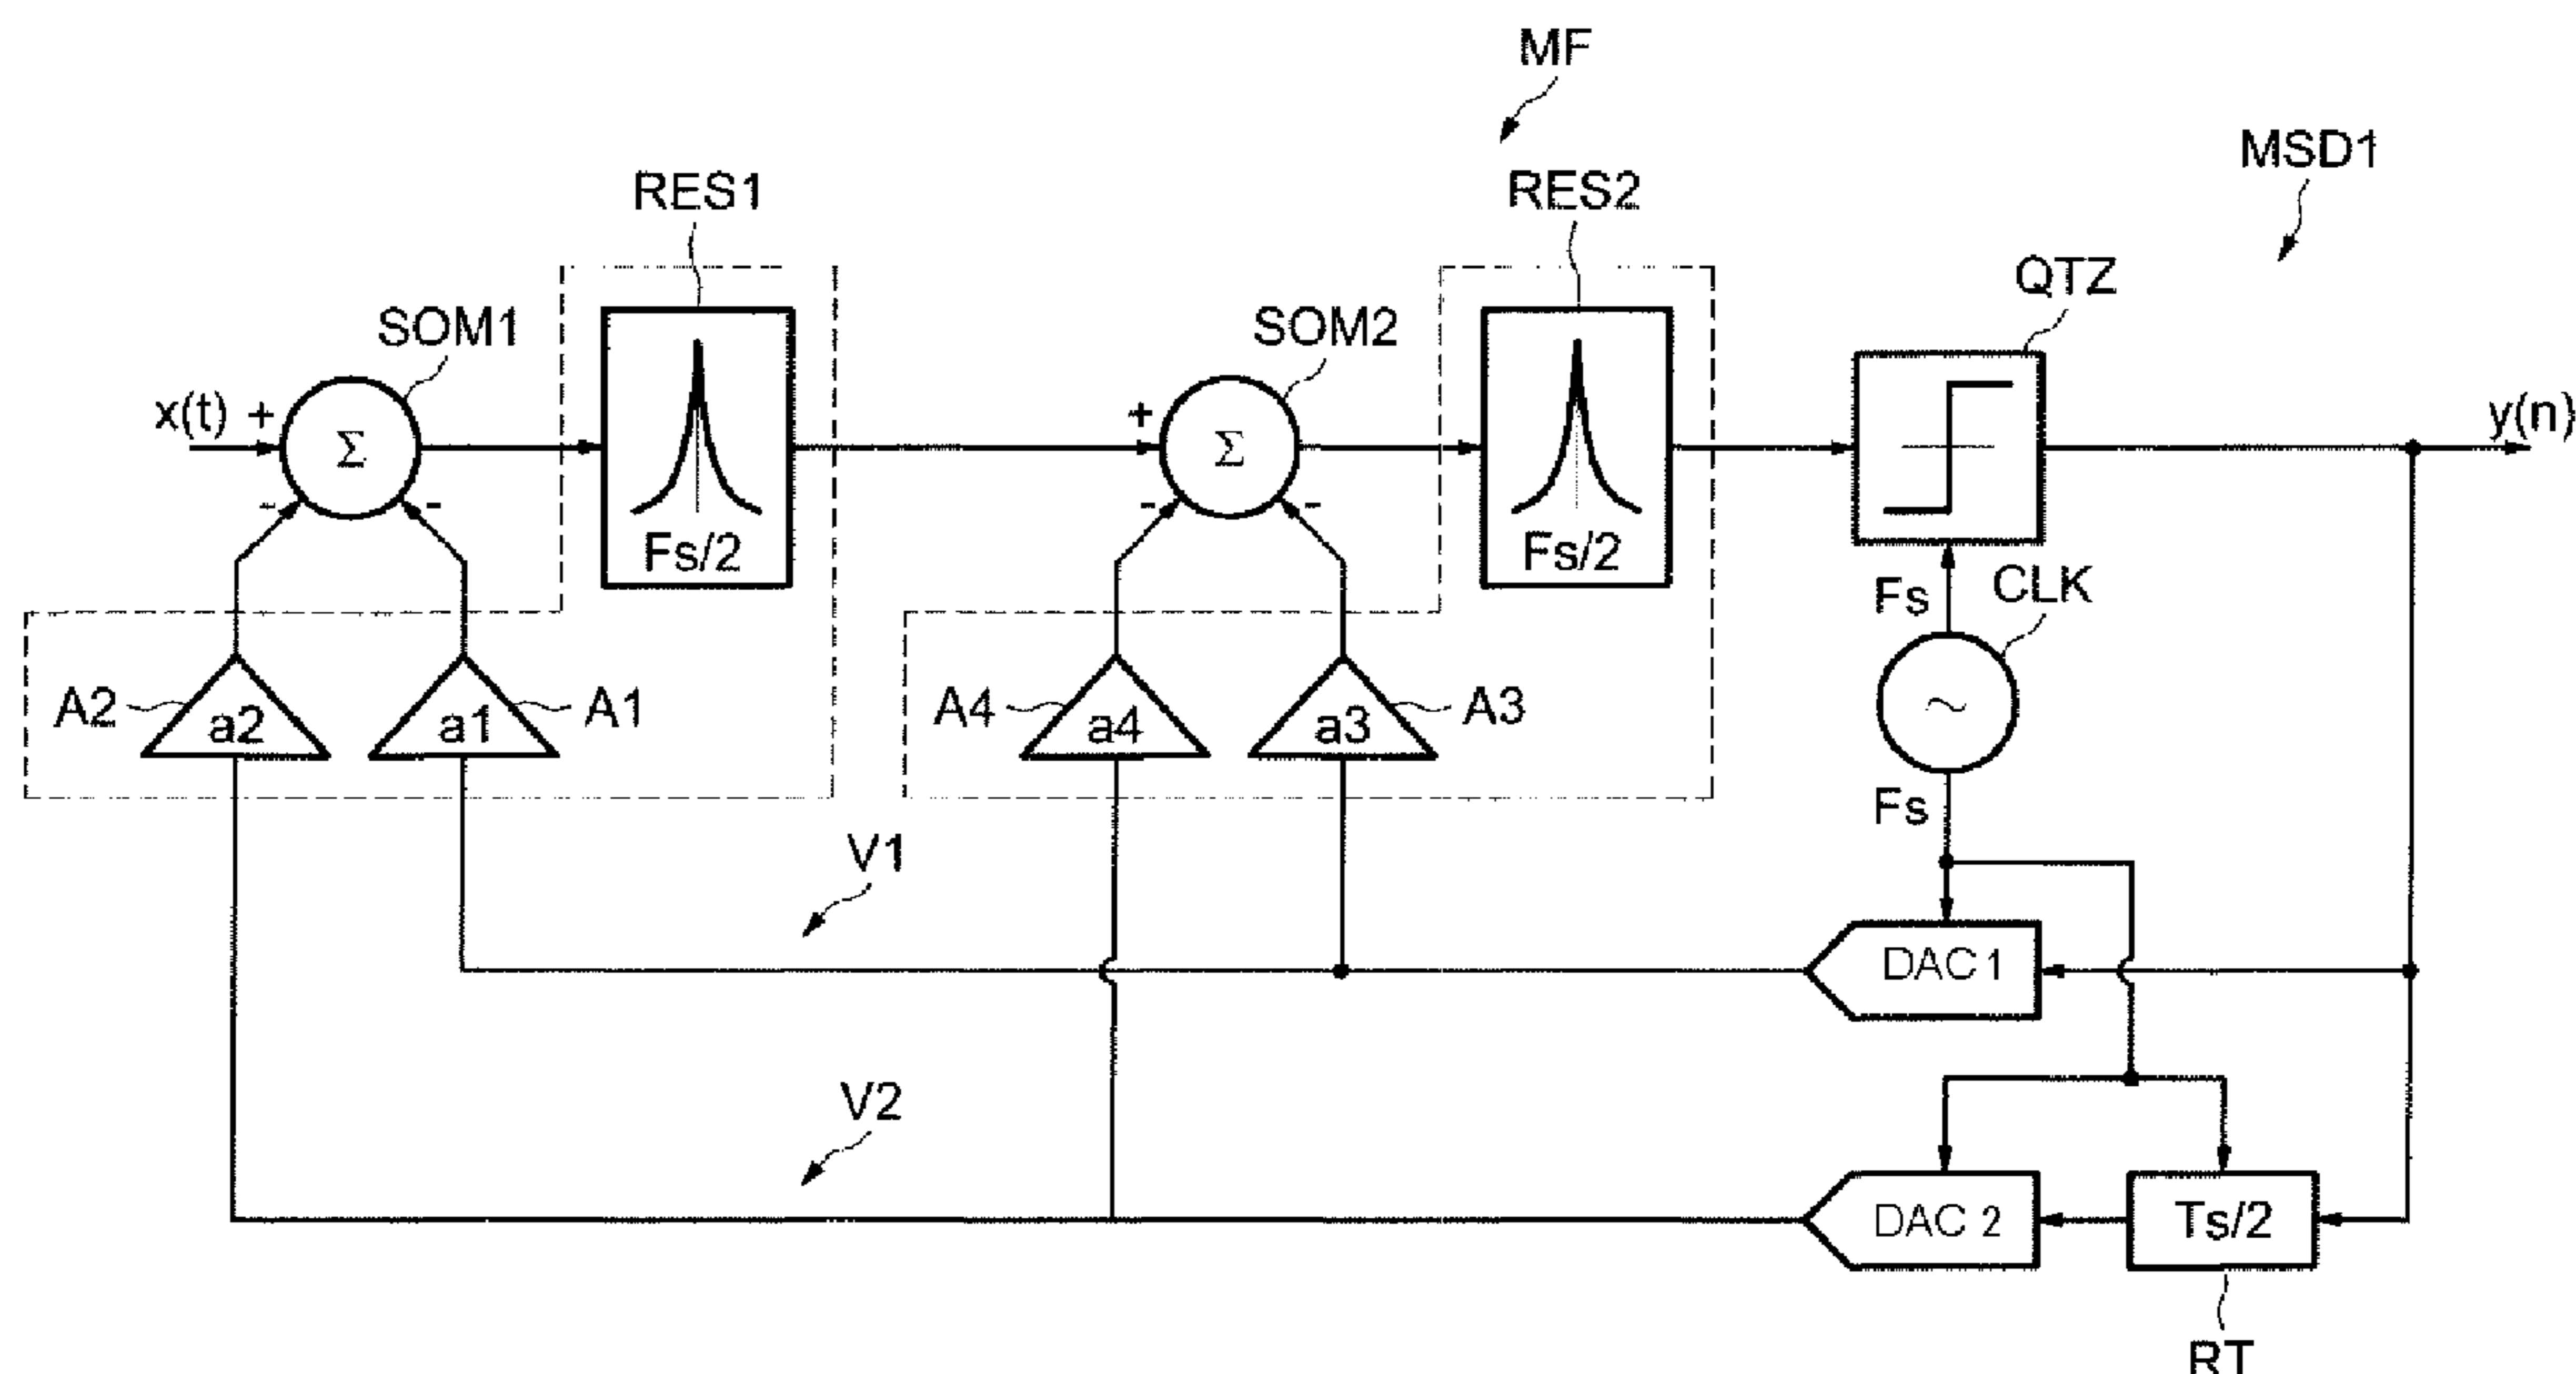 MF
MSD1
RES1
RES2
QTZ
SOM1
SOM2
x(t) +
Σ
- -
Fs/2
+
Σ
- -
Fs/2
y(n)
Fs
CLK
~
Fs
A2
a2
a1
A1
A4
a4
a3
A3
V1
DAC 1
V2
DAC 2
Ts/2
RT